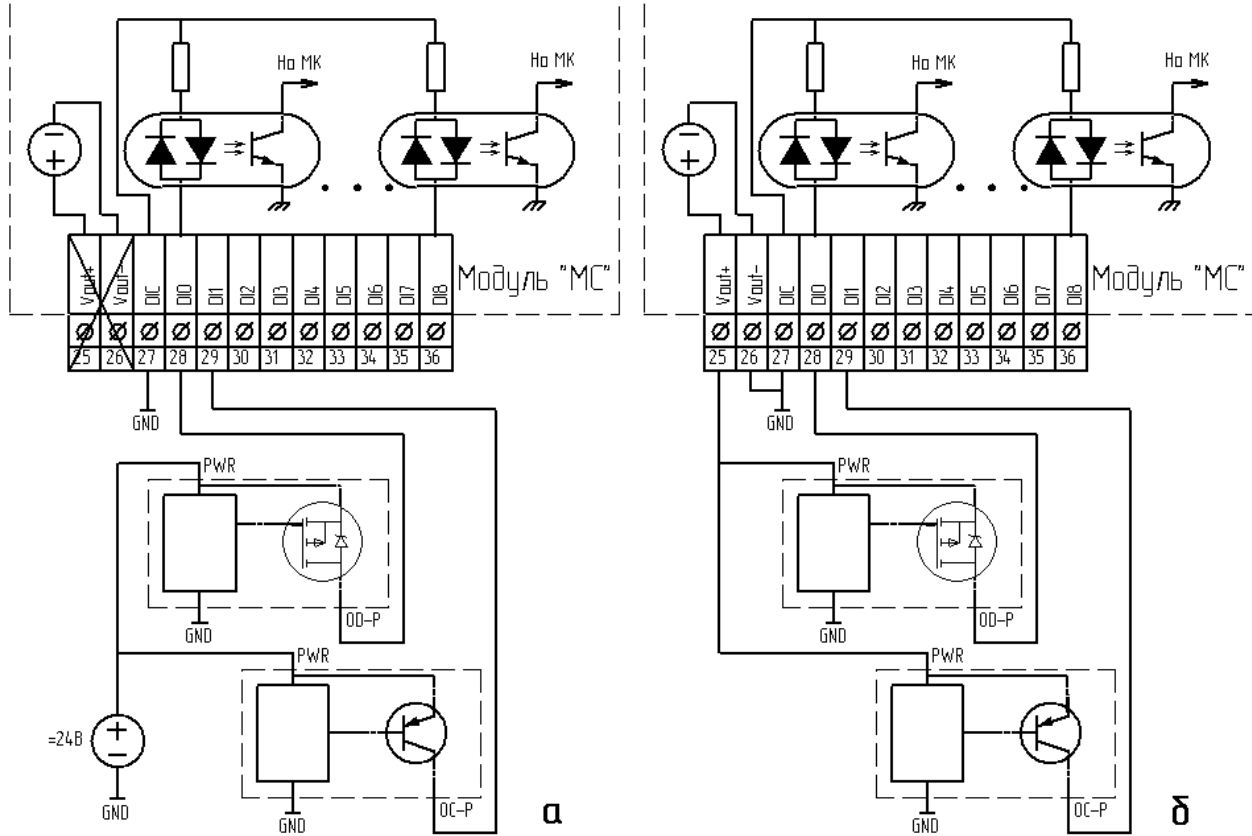 На МК
На МК
Vout+
Vout-
DIC
DI0
DI1
DI2
DI3
DI4
DI5
DI6
DI7
DI8
Модуль "МС"
25 26 27 28 29 30 31 32 33 34 35 36
GND
PWR
GND
OD-P
PWR
=24В
GND
GND
OC-P
а
На МК
На МК
Vout+
Vout-
DIC
DI0
DI1
DI2
DI3
DI4
DI5
DI6
DI7
DI8
Модуль "МС"
25 26 27 28 29 30 31 32 33 34 35 36
GND
PWR
GND
OD-P
PWR
GND
OC-P
б